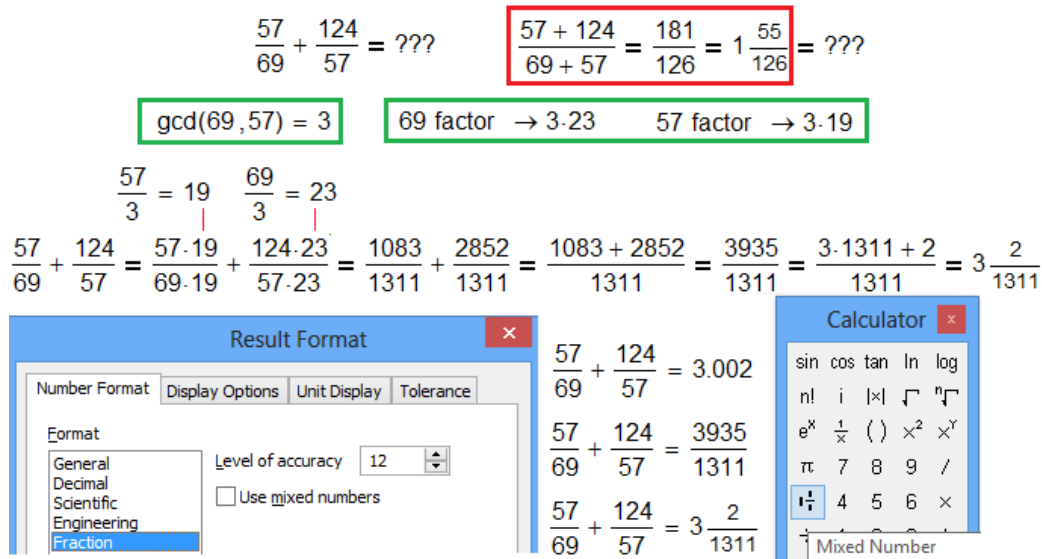 57/69 + 124/57 = ???    (57 + 124)/(69 + 57) = 181/126 = 1 55/126 = ???
gcd(69,57) = 3    69 factor → 3·23    57 factor → 3·19
57/3 = 19    69/3 = 23
57/69 + 124/57 = 57·19/69·19 + 124·23/57·23 = 1083/1311 + 2852/1311 = (1083 + 2852)/1311 = 3935/1311 = (3·1311 + 2)/1311 = 3 2/1311
Result Format
×
Number Format Display Options Unit Display Tolerance
Format
General
Decimal
Scientific
Engineering
Fraction
Level of accuracy 12
Use mixed numbers
57/69 + 124/57 = 3.002
57/69 + 124/57 = 3935/1311
57/69 + 124/57 = 3 2/1311
Calculator x
sin cos tan ln log
n! i |×| √ ⁿ√
eˣ 1/x ( ) ×² ×ʸ
π 7 8 9 /
4 5 6 ×
Mixed Number